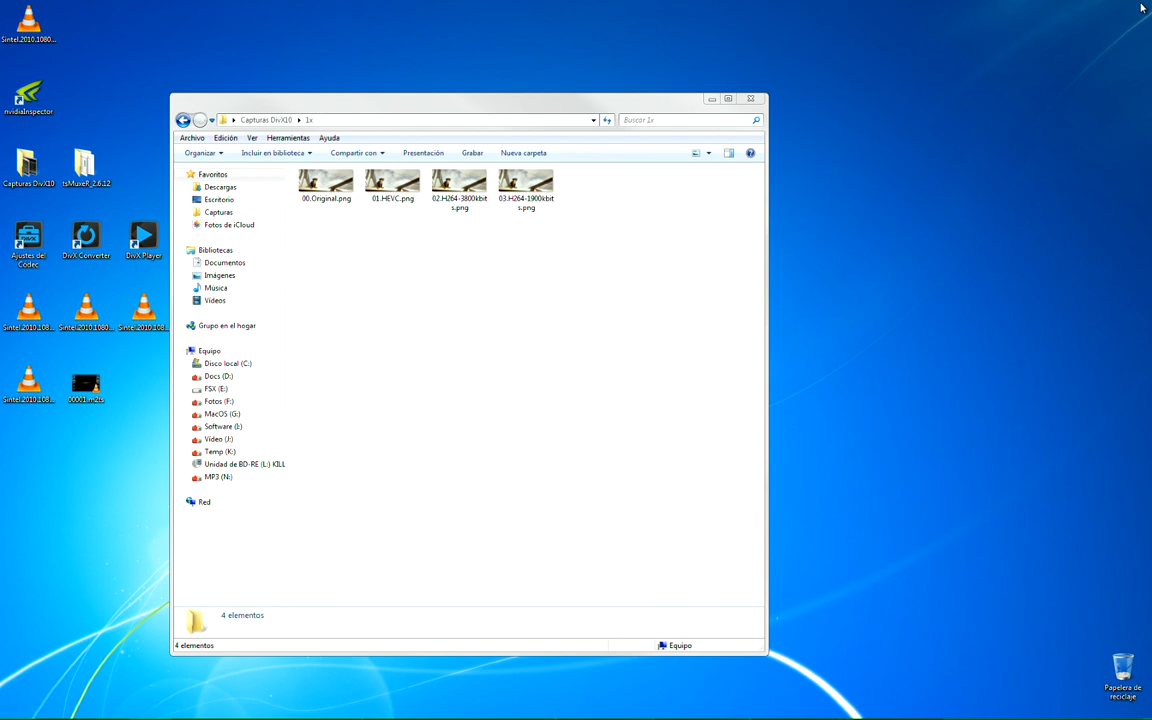 Sintel.2010.1080...
nvidiaInspector
Capturas DivX10
tsMuxeR_2.6.12
Ajustes del
Códec
DivX Converter
DivX Player
Sintel.2010.108...
Sintel.2010.1080...
Sintel.2010.108...
Sintel.2010.108...
00001.m2ts
Capturas DivX10 1x
Buscar 1x
Archivo Edición Ver Herramientas Ayuda
Organizar Incluir en biblioteca Compartir con Presentación Grabar Nueva carpeta
Favoritos
Descargas
Escritorio
Capturas
Fotos de iCloud
Bibliotecas
Documentos
Imágenes
Música
Vídeos
Grupo en el hogar
Equipo
Disco local (C:)
Docs (D:)
FSX (E:)
Fotos (F:)
MacOS (G:)
Software (I:)
Vídeo (J:)
Temp (K:)
Unidad de BD-RE (L:) KILL
MP3 (N:)
Red
00.Original.png
01.HEVC.png
02.H264-3800kbit
s.png
03.H264-1900kbit
s.png
4 elementos
4 elementos
Equipo
Papelera de
reciclaje